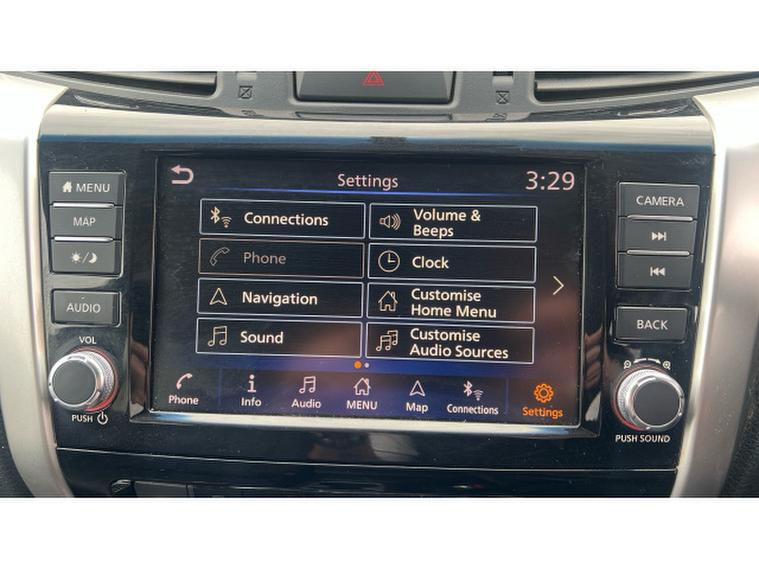 Settings
3:29
MENU
MAP
AUDIO
VOL
PUSH
Connections
Volume &
Beeps
Phone
Clock
Navigation
Customise
Home Menu
Sound
Customise
Audio Sources
Phone
Info
Audio
MENU
Map
Connections
Settings
CAMERA
BACK
PUSH SOUND